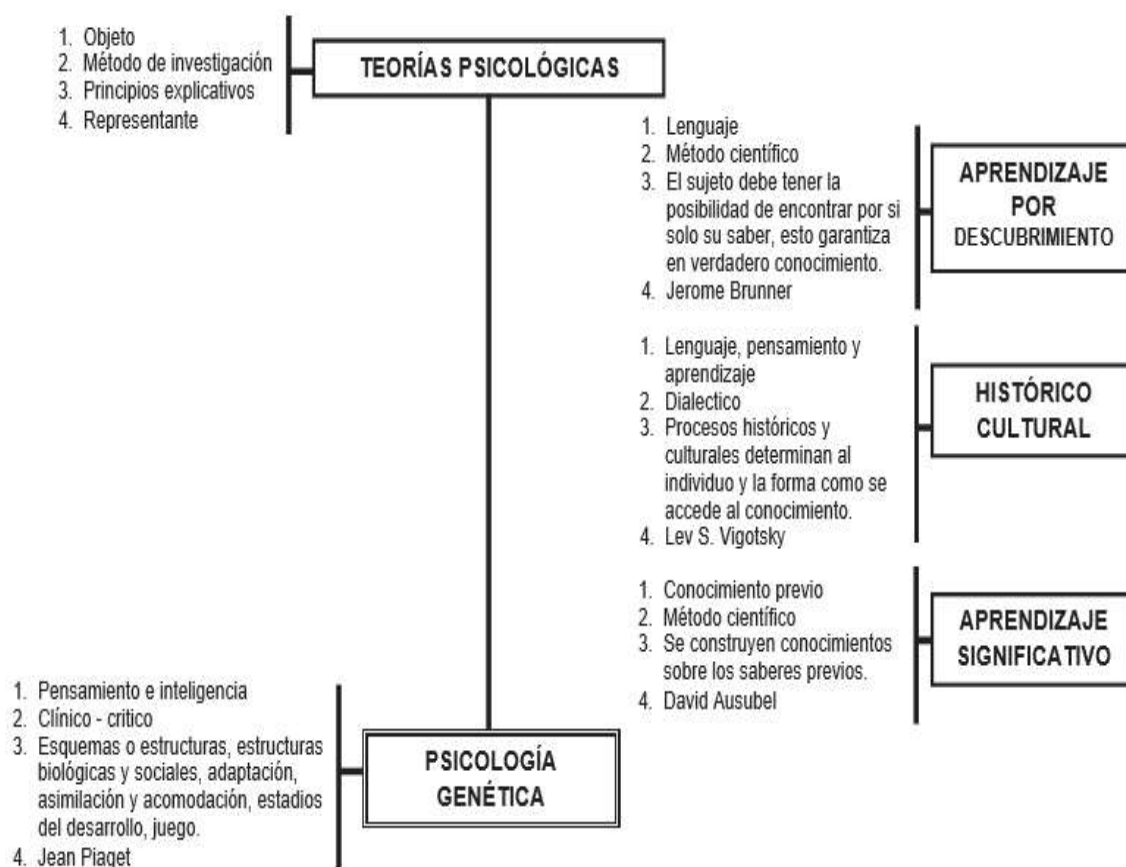 1. Objeto
2. Método de investigación
3. Principios explicativos
4. Representante
TEORÍAS PSICOLÓGICAS
1. Lenguaje
2. Método científico
3. El sujeto debe tener la
posibilidad de encontrar por si
solo su saber, esto garantiza
en verdadero conocimiento.
4. Jerome Brunner
APRENDIZAJE
POR
DESCUBRIMIENTO
1. Lenguaje, pensamiento y
aprendizaje
2. Dialectico
3. Procesos históricos y
culturales determinan al
individuo y la forma como se
accede al conocimiento.
4. Lev S. Vigotsky
HISTÓRICO
CULTURAL
1. Conocimiento previo
2. Método científico
3. Se construyen conocimientos
sobre los saberes previos.
4. David Ausubel
APRENDIZAJE
SIGNIFICATIVO
1. Pensamiento e inteligencia
2. Clínico - critico
3. Esquemas o estructuras, estructuras
biológicas y sociales, adaptación,
asimilación y acomodación, estadios
del desarrollo, juego.
4. Jean Piaget
PSICOLOGÍA
GENÉTICA